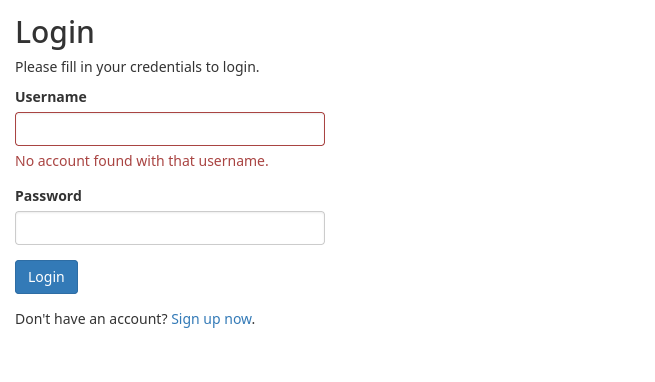 Login
Please fill in your credentials to login.
Username
No account found with that username.
Password
Login
Don't have an account? Sign up now.